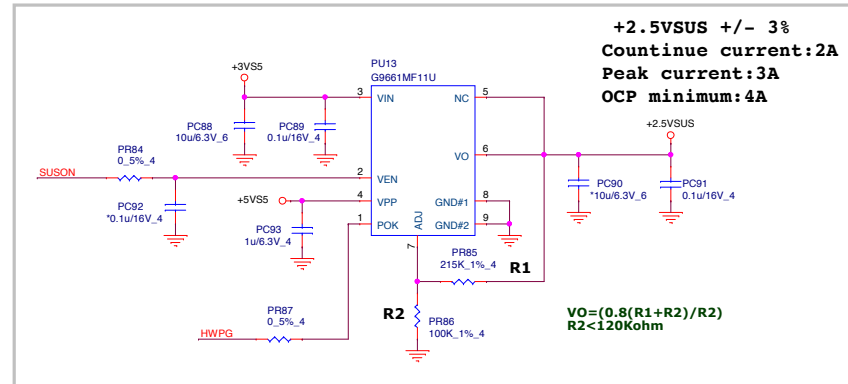 +2.5VSUS +/- 3%
Countinue current:2A
Peak current:3A
OCP minimum:4A
PU13
G9661MF11U
+3VS5
3
VIN
NC
5
PC88
10u/6.3V_6
PC89
0.1u/16V_4
+2.5VSUS
PR84
0_5%_4
VO
6
SUSON
2
VEN
PC90
*10u/6.3V_6
PC91
0.1u/16V_4
PC92
*0.1u/16V_4
+5VS5
4
VPP
GND#1
8
1
POK
GND#2
9
ADJ
PC93
1u/6.3V_4
7
PR85
215K_1%_4
R1
PR87
0_5%_4
R2
PR86
100K_1%_4
HWPG
VO=(0.8(R1+R2)/R2)
R2<120Kohm